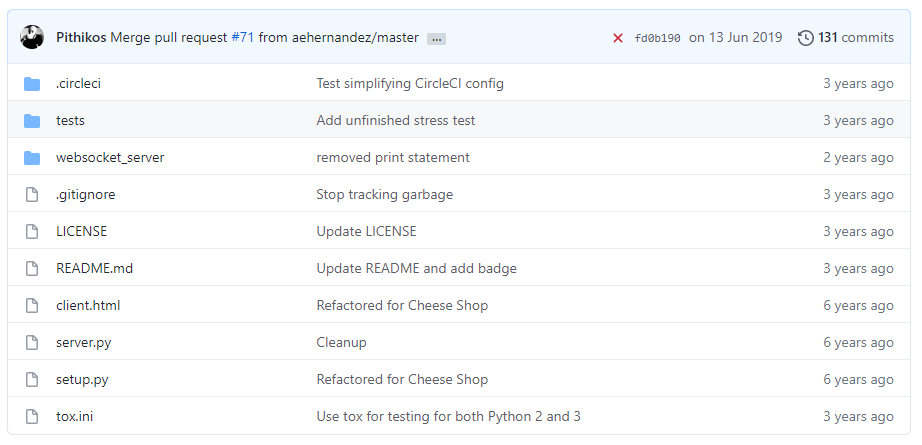 Pithikos Merge pull request #71 from aehernandez/master ... fd0b190 on 13 Jun 2019 131 commits
.circleci Test simplifying CircleCI config 3 years ago
tests Add unfinished stress test 3 years ago
websocket_server removed print statement 2 years ago
.gitignore Stop tracking garbage 3 years ago
LICENSE Update LICENSE 3 years ago
README.md Update README and add badge 3 years ago
client.html Refactored for Cheese Shop 6 years ago
server.py Cleanup 6 years ago
setup.py Refactored for Cheese Shop 6 years ago
tox.ini Use tox for testing for both Python 2 and 3 3 years ago